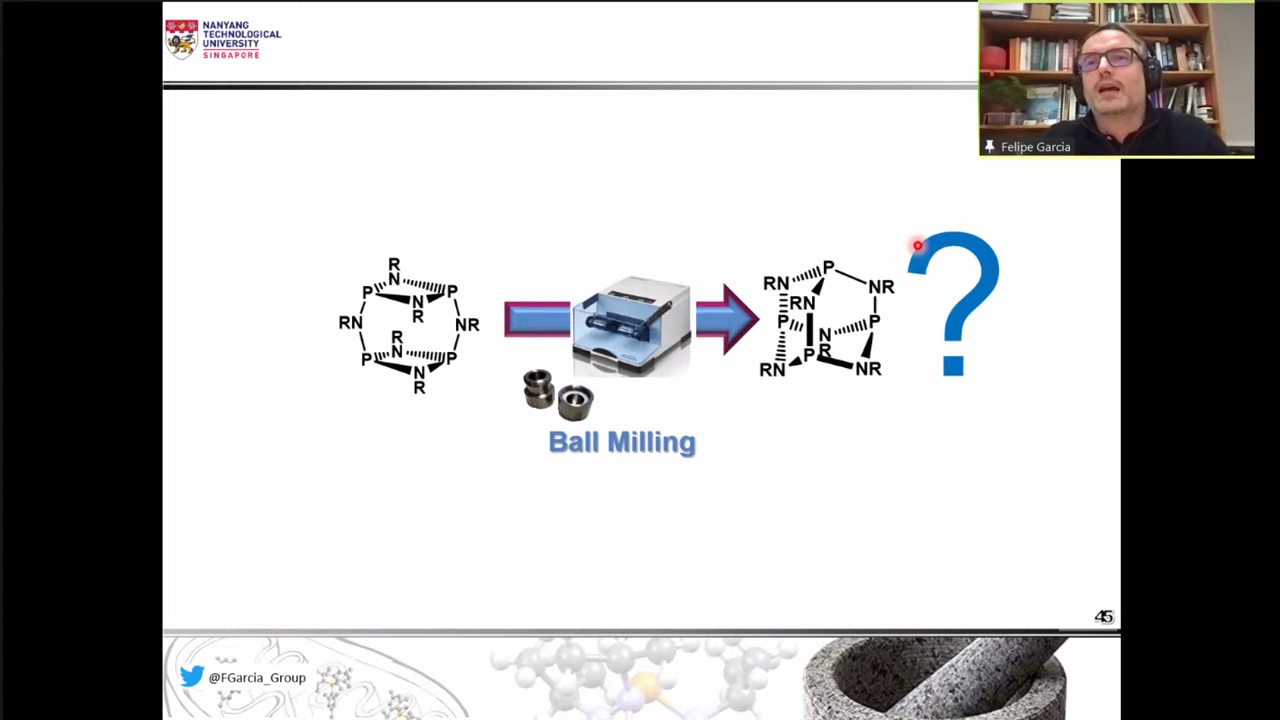 NANYANG
TECHNOLOGICAL
UNIVERSITY
SINGAPORE
Felipe Garcia
R
N
P
P
N
R
RN
NR
R
N
P
P
N
R
P
RN
NR
RN
P
P
N
R
P
RN
NR
?
Ball Milling
45
@FGarcia_Group